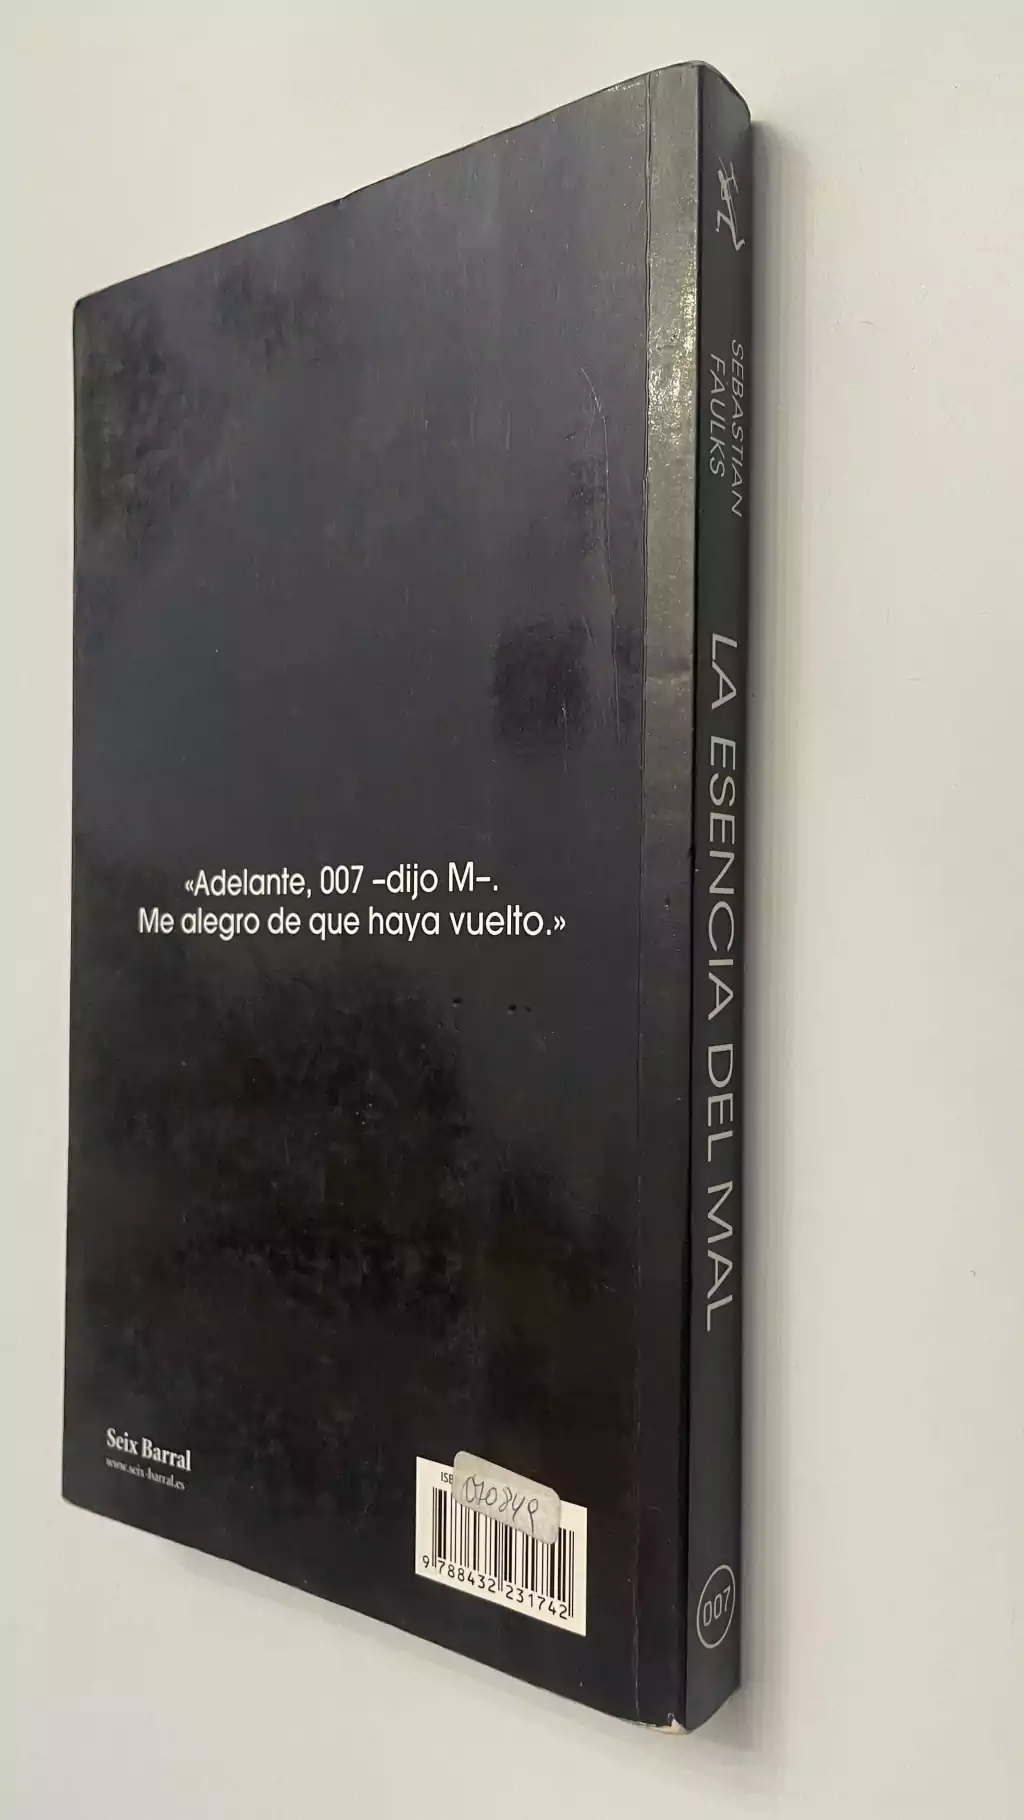 «Adelante, 007 –dijo M–.
Me alegro de que haya vuelto.»
Seix Barral
www.seix-barral.es
ISB
010849
9 788432 231742
SEBASTIAN
FAULKS
LA ESENCIA DEL MAL
007